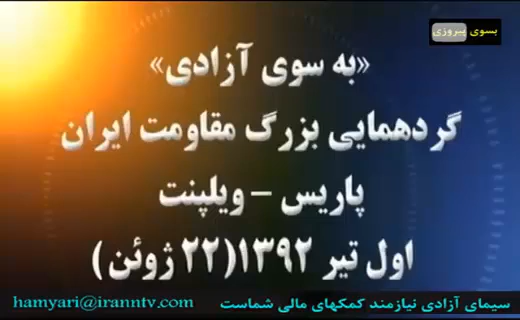 بسوی پیروزی
«به سوی آزادی»
گردهمایی بزرگ مقاومت ایران
پاریس – ویلپنت
اول تیر ۱۳۹۲(۲۲ ژوئن)
سیمای آزادی نیازمند کمکهای مالی شماست hamyari@iranntv.com